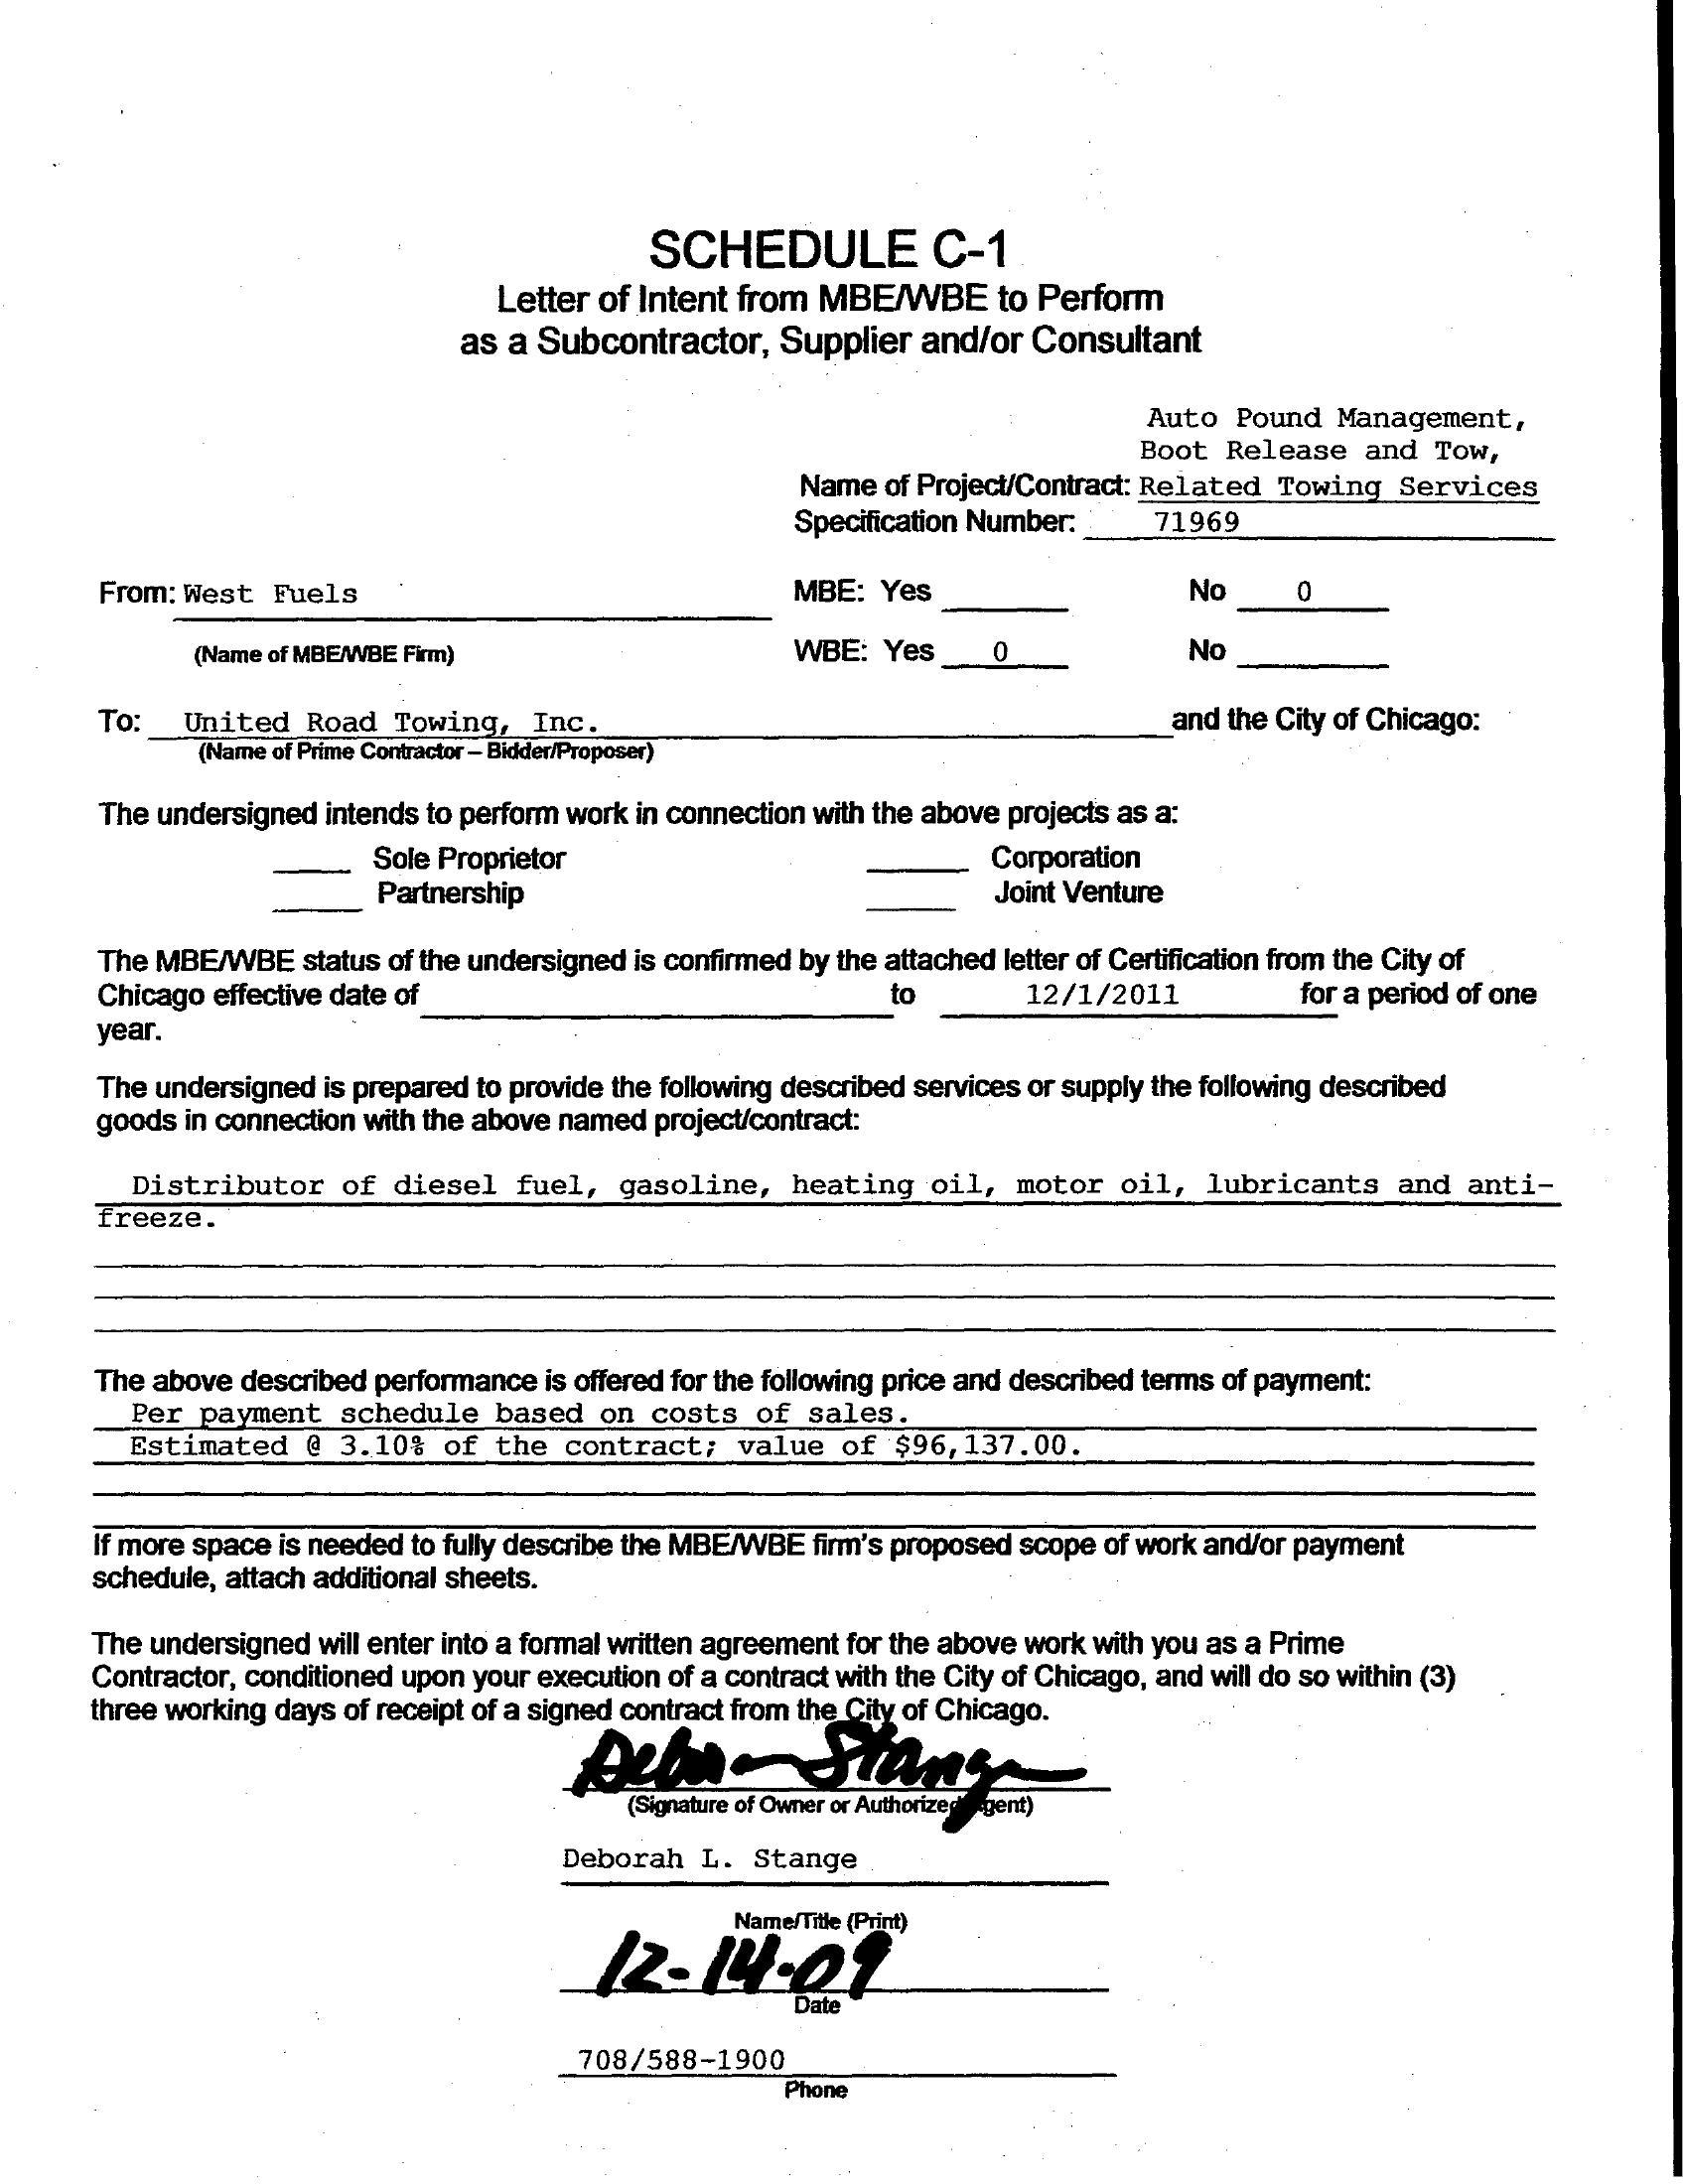 SCHEDULE C-1
Letter of Intent from MBE/WBE to Perform
as a Subcontractor, Supplier and/or Consultant
Auto Pound Management,
Boot Release and Tow,
Name of Project/Contract: Related Towing Services
Specification Number: 71969
From: West Fuels MBE: Yes ______ No 0
(Name of MBE/WBE Firm) WBE: Yes 0 No ______
To: United Road Towing, Inc. and the City of Chicago:
(Name of Prime Contractor – Bidder/Proposer)
The undersigned intends to perform work in connection with the above projects as a:
____ Sole Proprietor ____ Corporation
____ Partnership ____ Joint Venture
The MBE/WBE status of the undersigned is confirmed by the attached letter of Certification from the City of
Chicago effective date of ______ to 12/1/2011 for a period of one
year.
The undersigned is prepared to provide the following described services or supply the following described
goods in connection with the above named project/contract:
Distributor of diesel fuel, gasoline, heating oil, motor oil, lubricants and anti-
freeze.
The above described performance is offered for the following price and described terms of payment:
Per payment schedule based on costs of sales.
Estimated @ 3.10% of the contract; value of $96,137.00.
If more space is needed to fully describe the MBE/WBE firm's proposed scope of work and/or payment
schedule, attach additional sheets.
The undersigned will enter into a formal written agreement for the above work with you as a Prime
Contractor, conditioned upon your execution of a contract with the City of Chicago, and will do so within (3)
three working days of receipt of a signed contract from the City of Chicago.
(Signature of Owner or Authorized Agent)
Deborah L. Stange
Name/Title (Print)
12-14-09
Date
708/588-1900
Phone